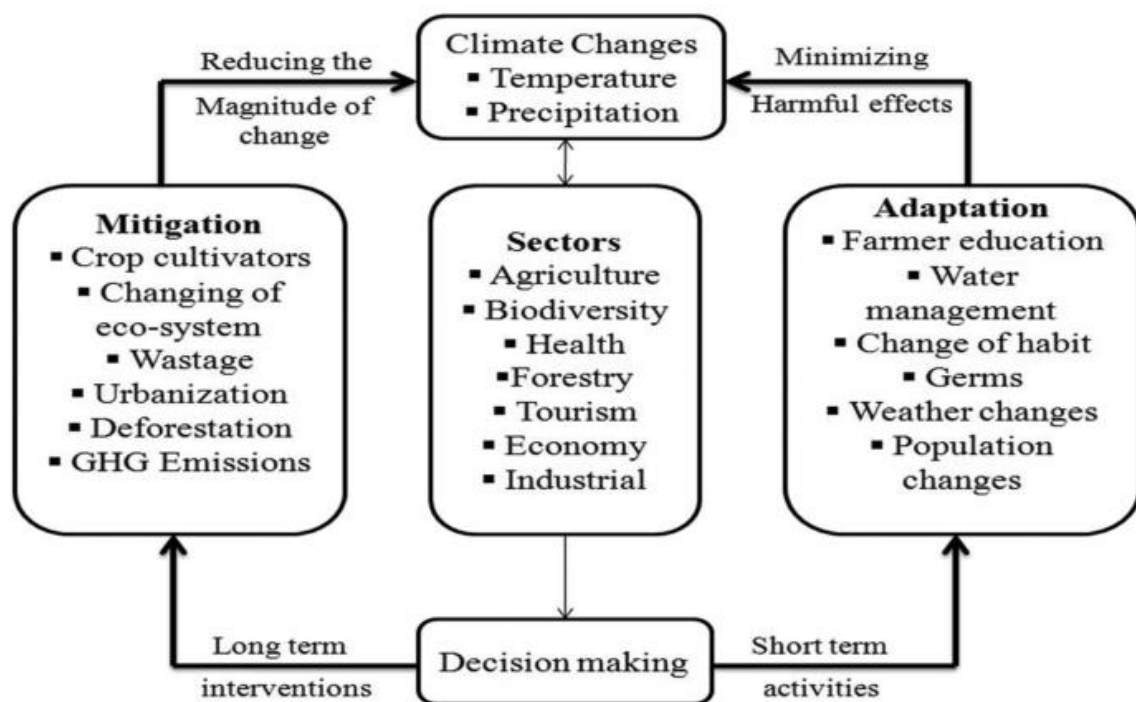 Climate Changes
▪ Temperature
▪ Precipitation
Reducing the
Magnitude of
change
Minimizing
Harmful effects
Mitigation
▪ Crop cultivators
▪ Changing of
eco-system
▪ Wastage
▪ Urbanization
▪ Deforestation
▪ GHG Emissions
Sectors
▪ Agriculture
▪ Biodiversity
▪ Health
▪ Forestry
▪ Tourism
▪ Economy
▪ Industrial
Adaptation
▪ Farmer education
▪ Water
management
▪ Change of habit
▪ Germs
▪ Weather changes
▪ Population
changes
Long term
interventions
Decision making
Short term
activities